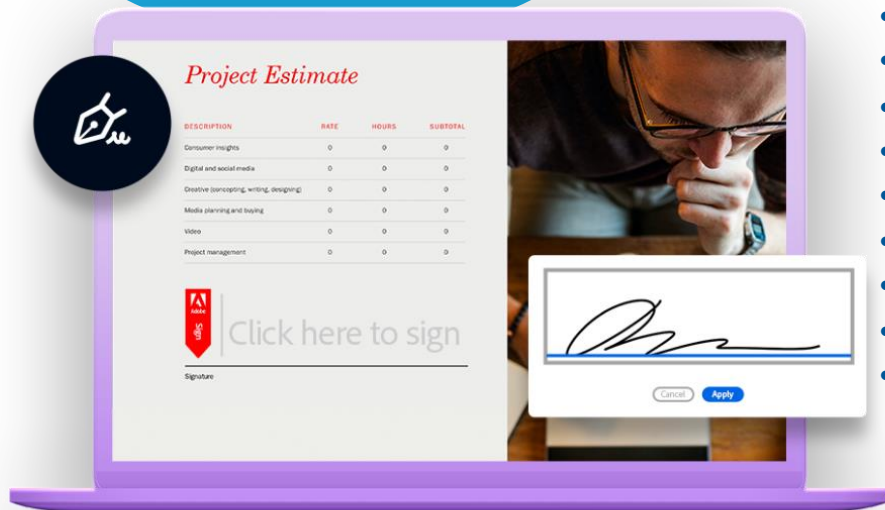 Project Estimate
DESCRIPTION RATE HOURS SUBTOTAL
Consumer insights 0 0 0
Digital and social media 0 0 0
Creative (concepting, writing, designing) 0 0 0
Media planning and buying 0 0 0
Video 0 0 0
Project management 0 0 0
Adobe
Sign
Click here to sign
Signature
Cancel Apply